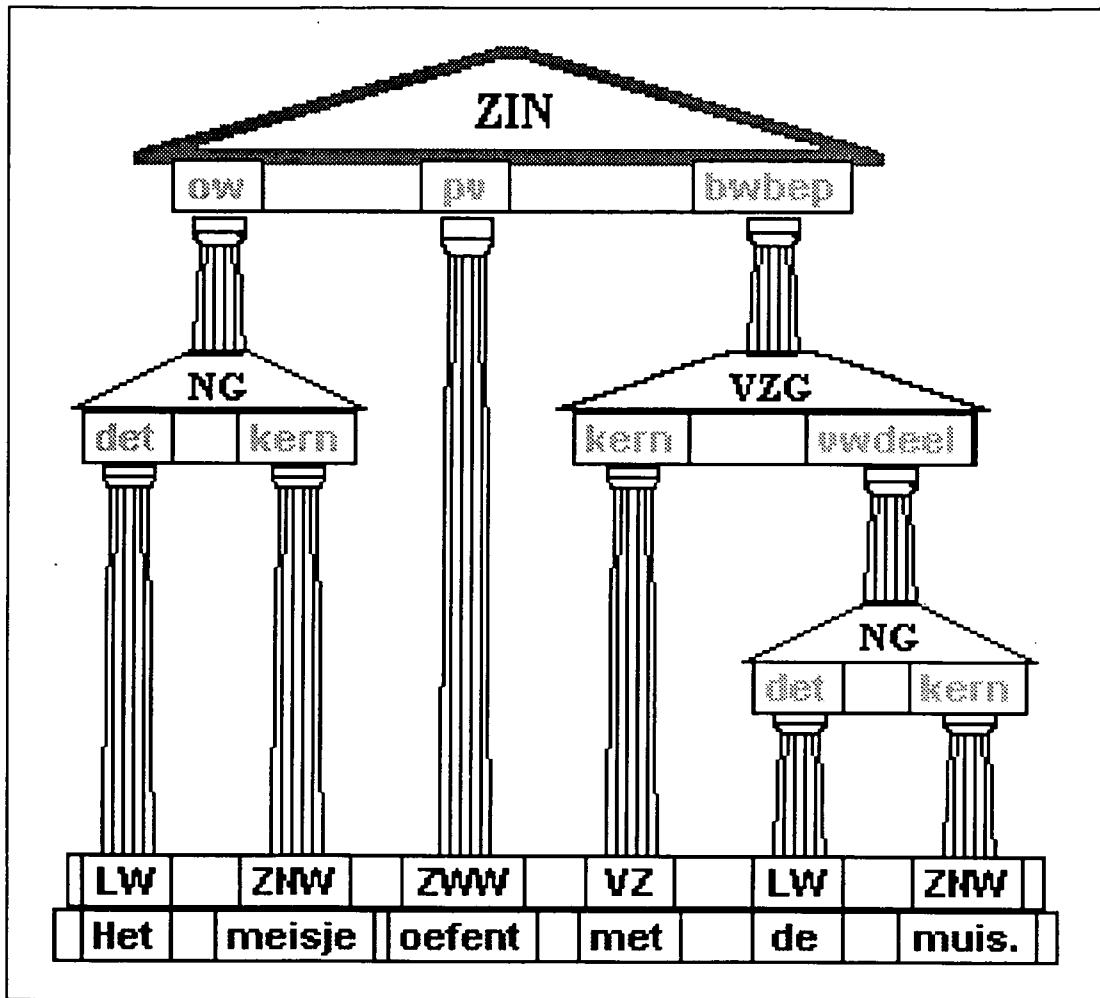 ZIN
ow pv bwbep
NG VZG
det kern kern vwdeel
NG
det kern
LW ZNW ZWW VZ LW ZNW
Het meisje oefent met de muis.